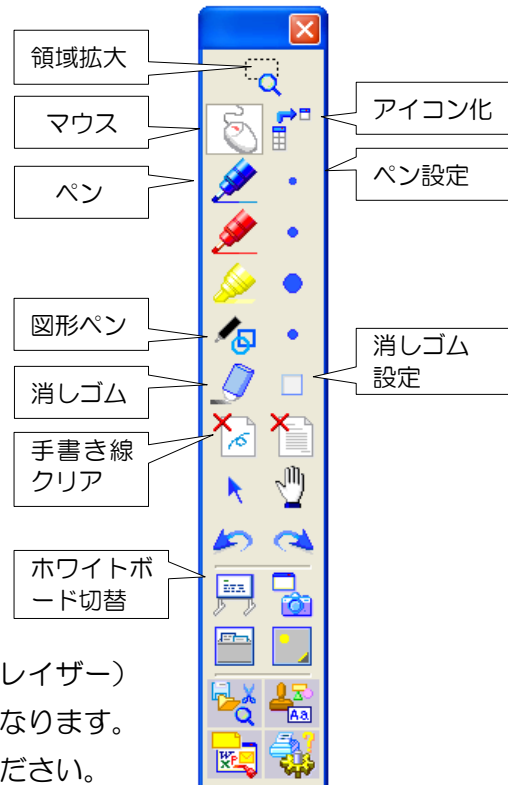 領域拡大
マウス
アイコン化
ペン
ペン設定
図形ペン
消しゴム
設定
消しゴム
手書き線
クリア
ホワイトボ
ード切替
レイザー）
なります。
ださい。
Aa